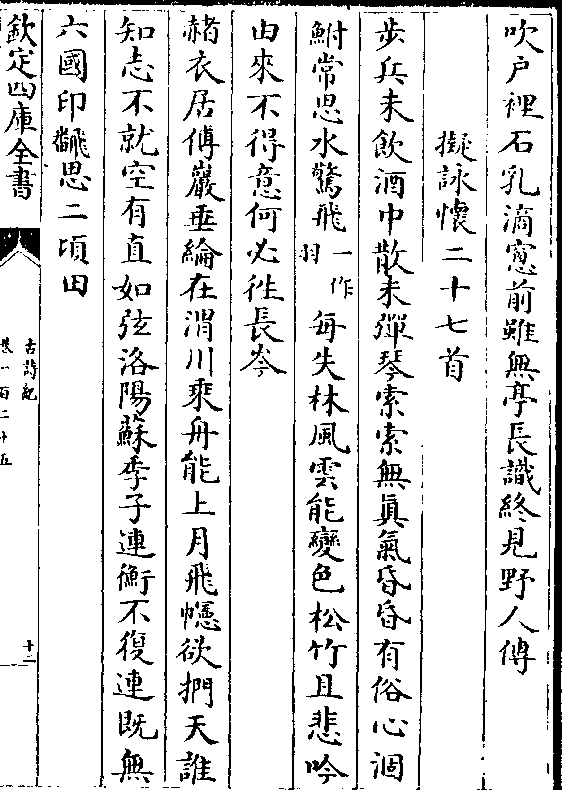 吹戶裡石乳滴窻前雖無亭長識終見野人傳
擬詠懷二十七首
步兵未飲酒中散未彈琴索索無真氣昏昏有俗心涸
鮒常思水驚飛一作羽每失林風雲能變色松竹且悲吟
由來不得意何必往長岑
赭衣居傅巖垂綸在渭川乘舟能上月飛幰欲捫天誰
知志不就空有直如弦洛陽蘇季子連衡不復連既無
六國印飜思二頃田
欽定四庫全書
古詩紀
卷一百二十五
十二